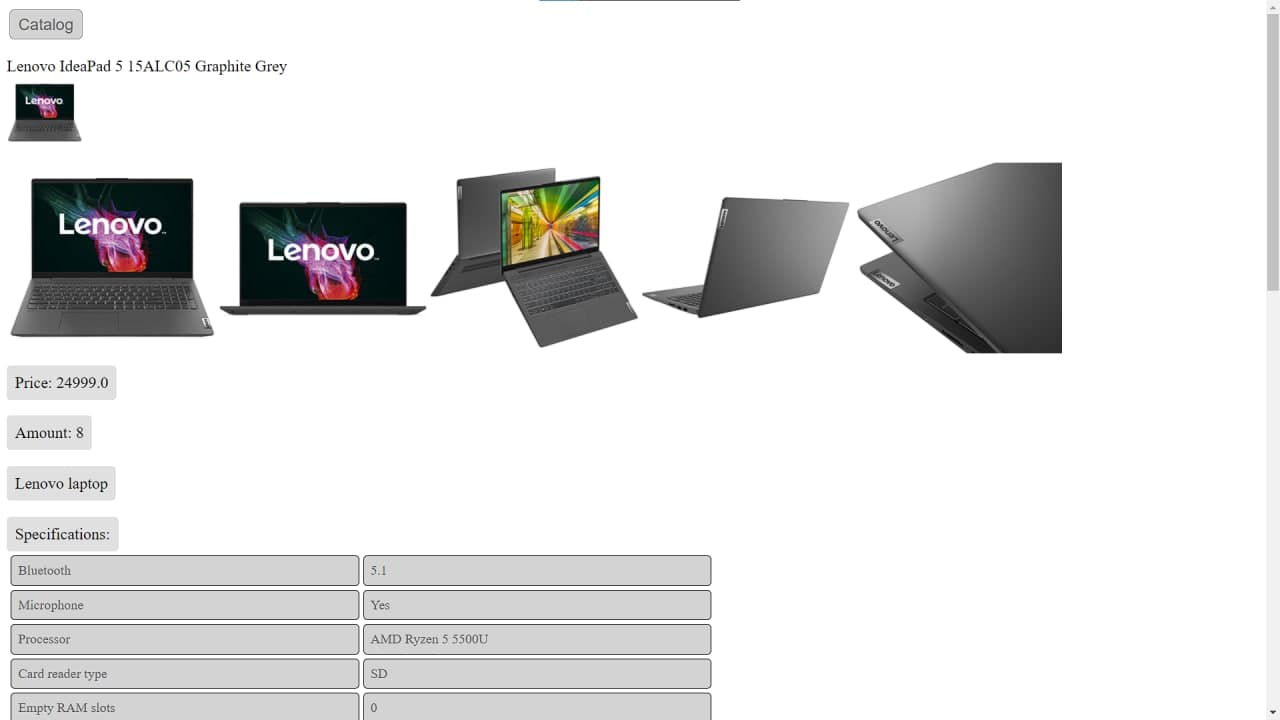 Catalog
Lenovo IdeaPad 5 15ALC05 Graphite Grey
Lenovo
Lenovo
Lenovo
Lenovo
Lenovo
Price: 24999.0
Amount: 8
Lenovo laptop
Specifications:
Bluetooth 5.1
Microphone Yes
Processor AMD Ryzen 5 5500U
Card reader type SD
Empty RAM slots 0